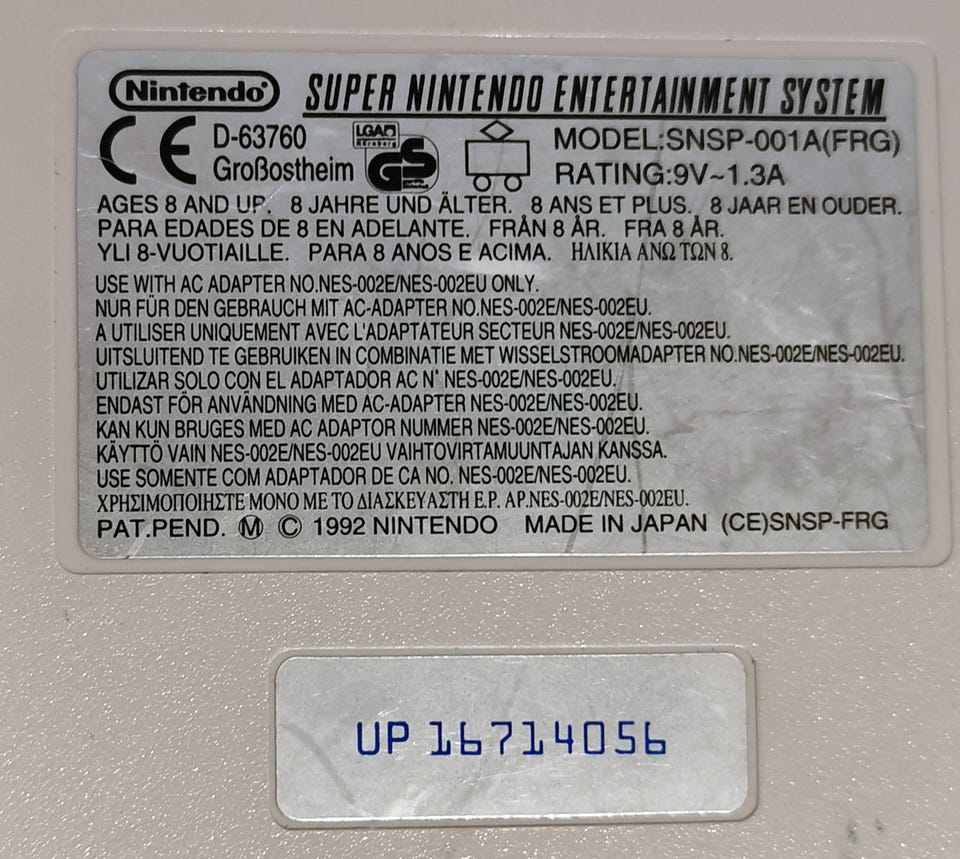 Nintendo SUPER NINTENDO ENTERTAINMENT SYSTEM
CE D-63760 LGA MODEL:SNSP-001A(FRG)
Großostheim GS RATING:9V~1.3A
AGES 8 AND UP. 8 JAHRE UND ÄLTER. 8 ANS ET PLUS. 8 JAAR EN OUDER.
PARA EDADES DE 8 EN ADELANTE. FRÅN 8 ÅR. FRA 8 ÅR.
YLI 8-VUOTIAILLE. PARA 8 ANOS E ACIMA. ΗΛΙΚΙΑ ΑΝΩ ΤΩΝ 8.
USE WITH AC ADAPTER NO.NES-002E/NES-002EU ONLY.
NUR FÜR DEN GEBRAUCH MIT AC-ADAPTER NO.NES-002E/NES-002EU.
A UTILISER UNIQUEMENT AVEC L'ADAPTATEUR SECTEUR NES-002E/NES-002EU.
UITSLUITEND TE GEBRUIKEN IN COMBINATIE MET WISSELSTROOMADAPTER NO.NES-002E/NES-002EU.
UTILIZAR SOLO CON EL ADAPTADOR AC N° NES-002E/NES-002EU.
ENDAST FÖR ANVÄNDNING MED AC-ADAPTER NES-002E/NES-002EU.
KAN KUN BRUGES MED AC ADAPTOR NUMMER NES-002E/NES-002EU.
KÄYTTÖ VAIN NES-002E/NES-002EU VAIHTOVIRTAMUUNTAJAN KANSSA.
USE SOMENTE COM ADAPTADOR DE CA NO. NES-002E/NES-002EU.
ΧΡΗΣΙΜΟΠΟΙΗΣΤΕ ΜΟΝΟ ΜΕ ΤΟ ΔΙΑΣΚΕΥΑΣΤΗ Ε.Ρ. ΑΡ.NES-002E/NES-002EU.
PAT.PEND. Ⓜ © 1992 NINTENDO MADE IN JAPAN (CE)SNSP-FRG
UP 16714056